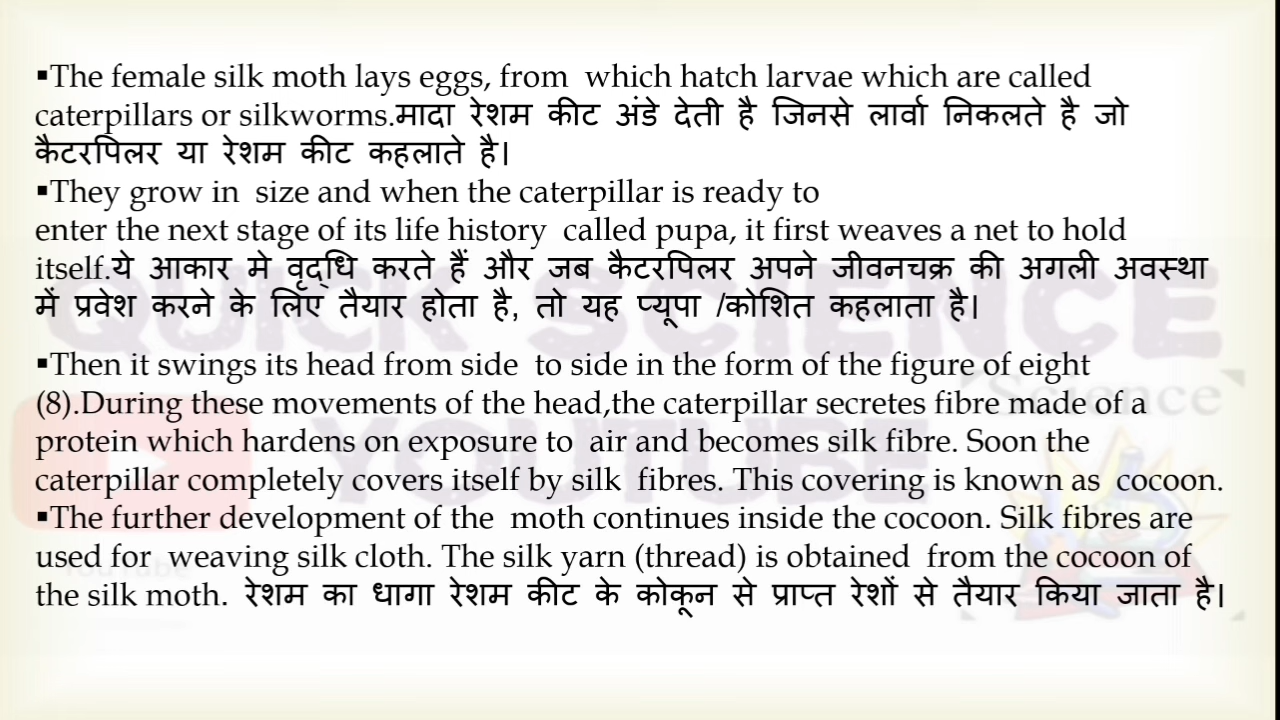 ▪The female silk moth lays eggs, from which hatch larvae which are called
caterpillars or silkworms.मादा रेशम कीट अंडे देती है जिनसे लार्वा निकलते है जो
कैटरपिलर या रेशम कीट कहलाते है।
▪They grow in size and when the caterpillar is ready to
enter the next stage of its life history called pupa, it first weaves a net to hold
itself.ये आकार मे वृद्धि करते हैं और जब कैटरपिलर अपने जीवनचक्र की अगली अवस्था
में प्रवेश करने के लिए तैयार होता है, तो यह प्यूपा /कोशित कहलाता है।
QUICK SCIENCE
▪Then it swings its head from side to side in the form of the figure of eight
(8).During these movements of the head,the caterpillar secretes fibre made of a
Science
protein which hardens on exposure to air and becomes silk fibre. Soon the
YOUTUBE
caterpillar completely covers itself by silk fibres. This covering is known as cocoon.
▪The further development of the moth continues inside the cocoon. Silk fibres are
used for weaving silk cloth. The silk yarn (thread) is obtained from the cocoon of
YouTube
the silk moth. रेशम का धागा रेशम कीट के कोकून से प्राप्त रेशों से तैयार किया जाता है।